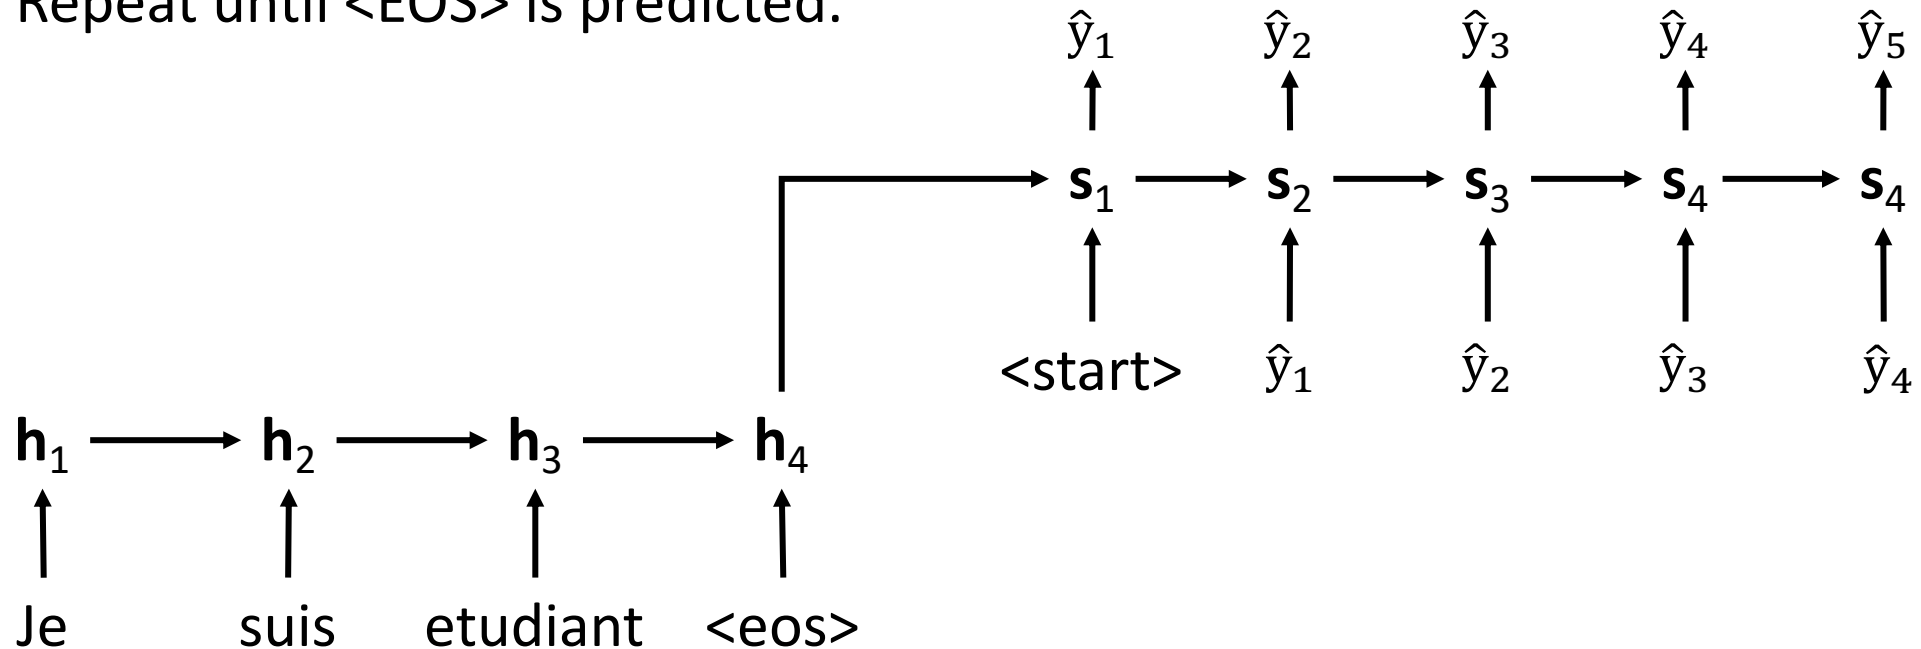 Repeat until <EOS> is predicted.
ŷ₁ ŷ₂ ŷ₃ ŷ₄ ŷ₅
s₁ s₂ s₃ s₄ s₄
<start> ŷ₁ ŷ₂ ŷ₃ ŷ₄
h₁ h₂ h₃ h₄
Je suis etudiant <eos>